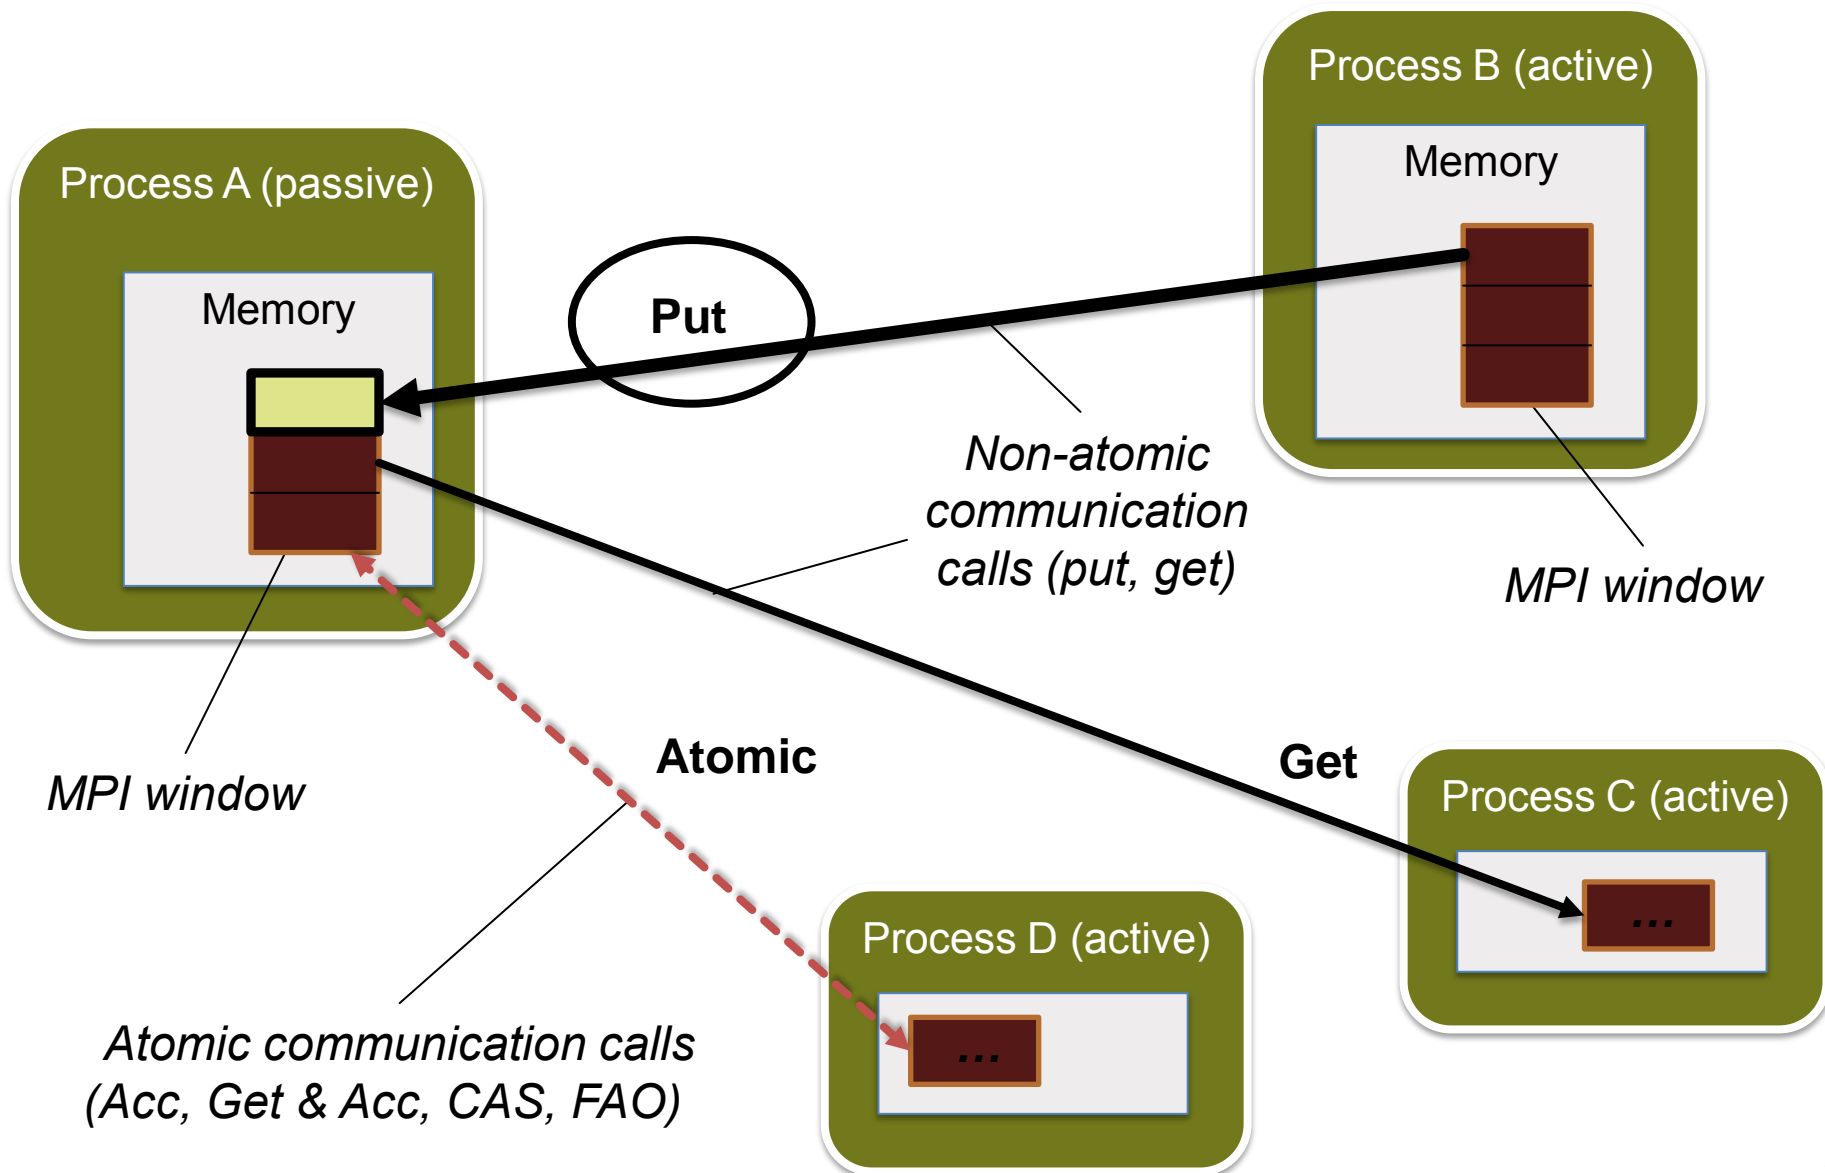 Process B (active)
Memory
Process A (passive)
Memory
Put
Non-atomic
communication
calls (put, get)
MPI window
MPI window
Atomic
Get
Process C (active)
...
Process D (active)
...
Atomic communication calls
(Acc, Get & Acc, CAS, FAO)